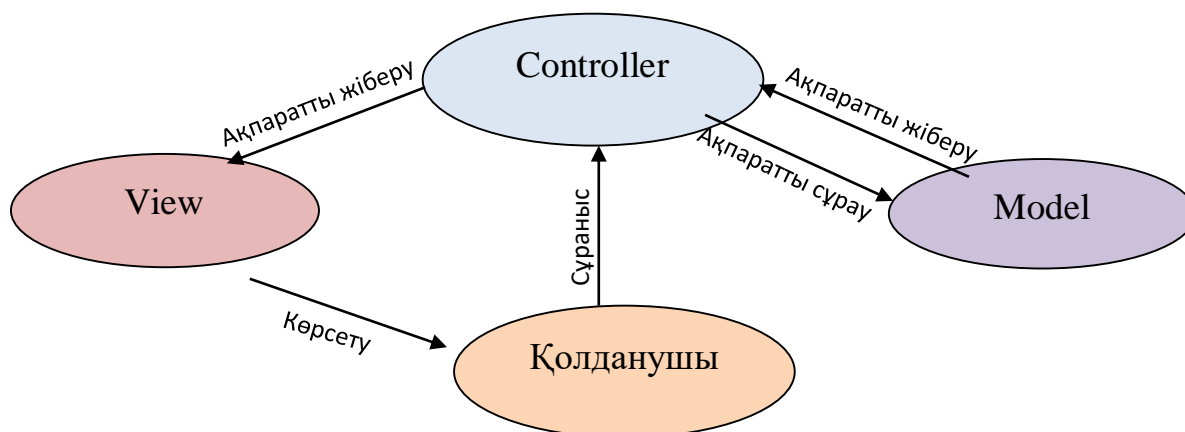 Controller
Ақпаратты жіберу
Ақпаратты жіберу
Ақпаратты сұрау
View
Model
Сұраныс
Көрсету
Қолданушы